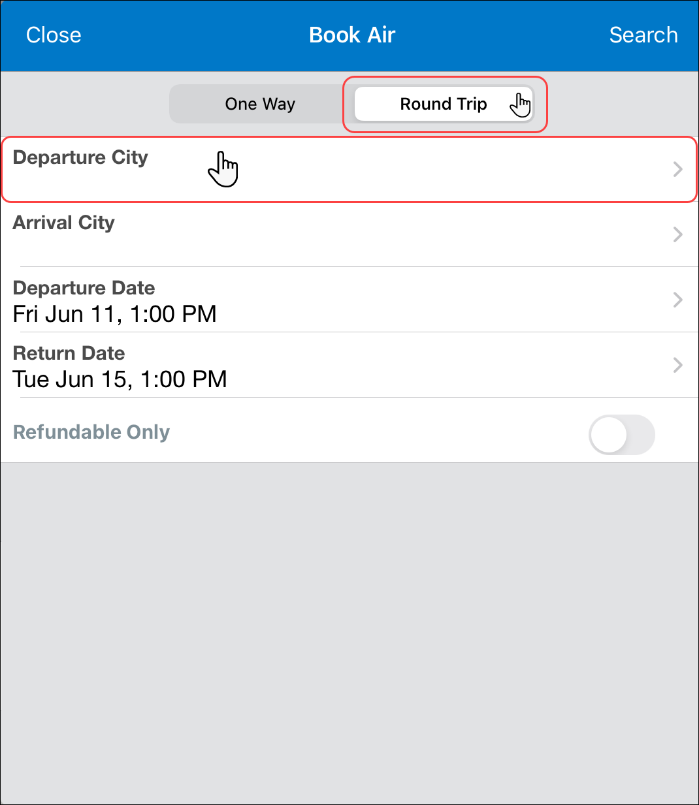 Close Book Air Search
One Way Round Trip
Departure City
Arrival City
Departure Date
Fri Jun 11, 1:00 PM
Return Date
Tue Jun 15, 1:00 PM
Refundable Only